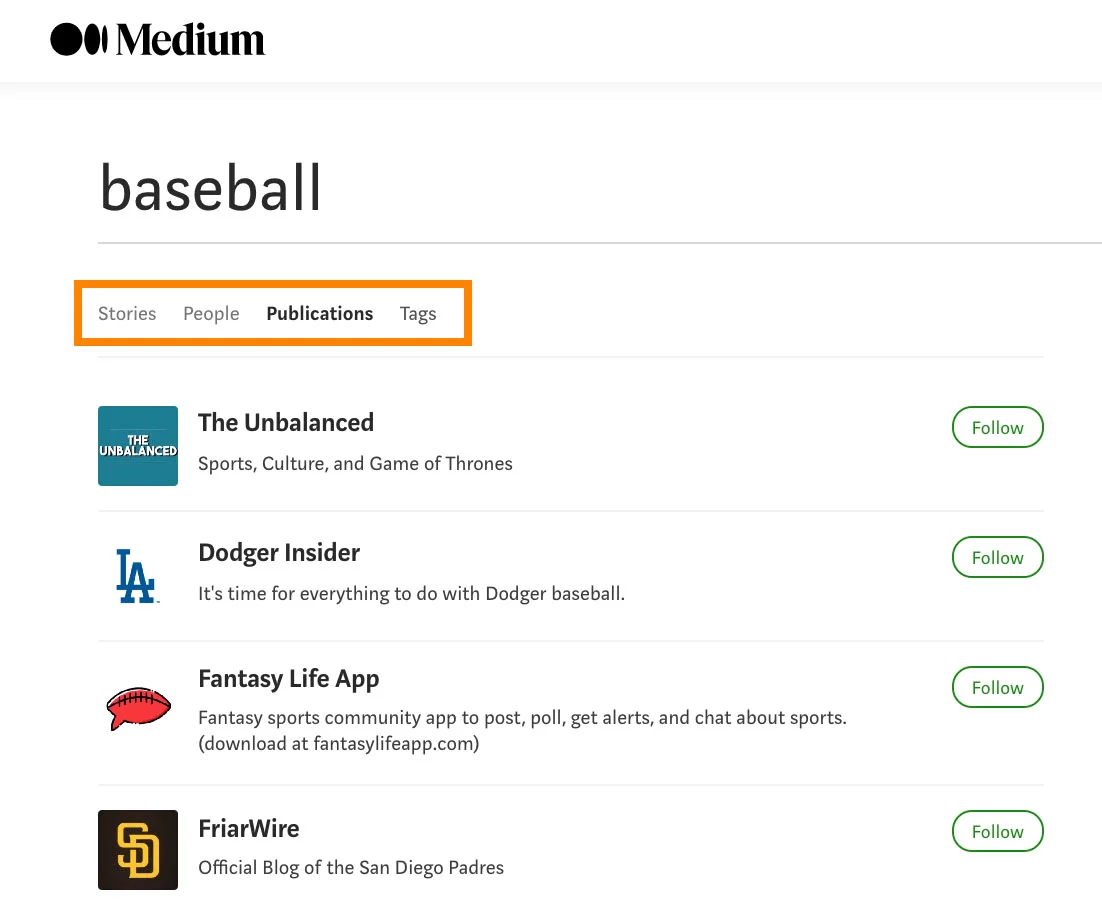 Medium
baseball
Stories People Publications Tags
THE
UNBALANCED
The Unbalanced
Sports, Culture, and Game of Thrones
Follow
LA
Dodger Insider
It's time for everything to do with Dodger baseball.
Follow
Fantasy Life App
Fantasy sports community app to post, poll, get alerts, and chat about sports.
(download at fantasylifeapp.com)
Follow
SD
FriarWire
Official Blog of the San Diego Padres
Follow